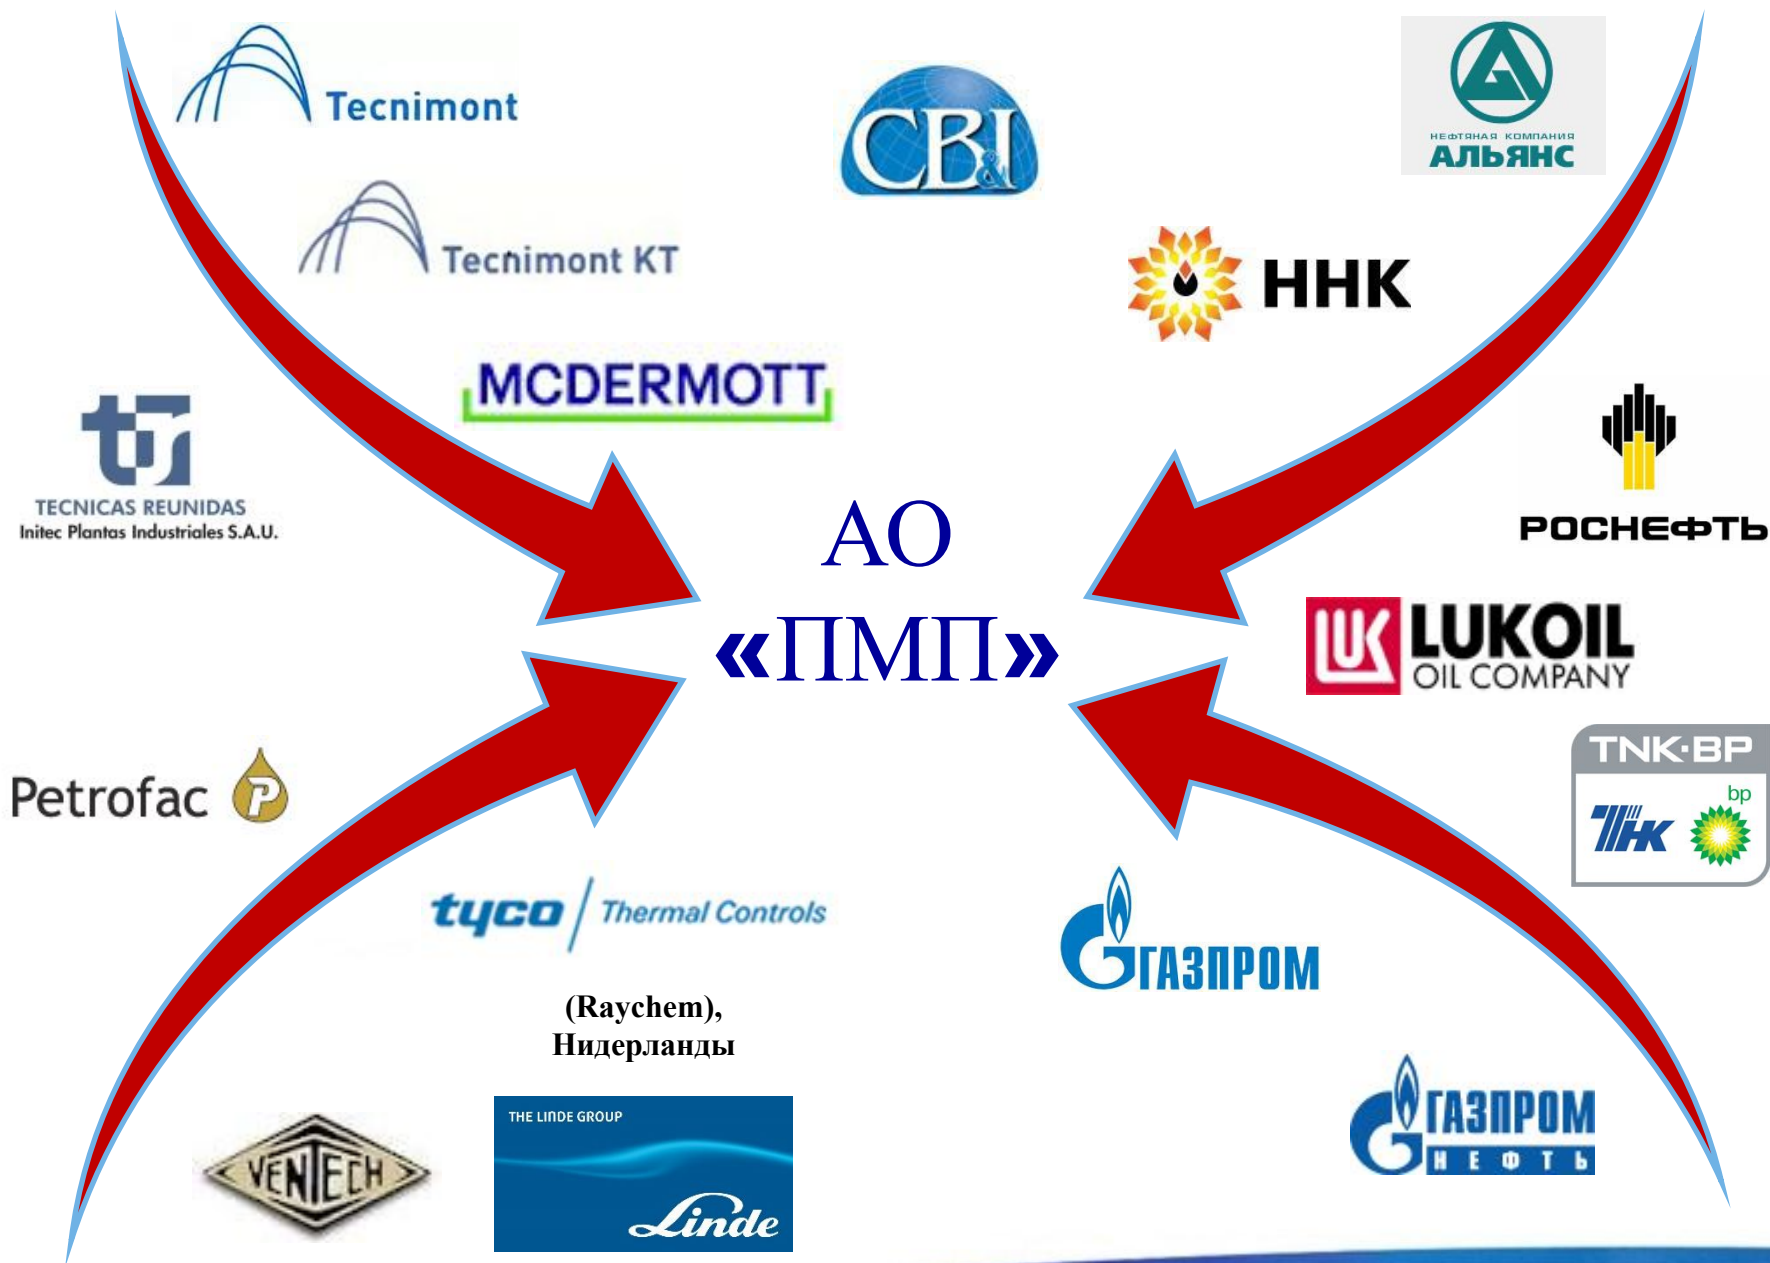 Tecnimont
CB&I
НЕФТЯНАЯ КОМПАНИЯ
АЛЬЯНС
Tecnimont KT
ННК
MCDERMOTT
tr
TECNICAS REUNIDAS
Initec Plantas Industriales S.A.U.
РОСНЕФТЬ
АО
«ПМП»
LUK LUKOIL
OIL COMPANY
Petrofac P
TNK·BP
ТНК bp
tyco Thermal Controls
(Raychem),
Нидерланды
ГАЗПРОМ
VENTECH
THE LINDE GROUP
Linde
ГАЗПРОМ
НЕФТЬ